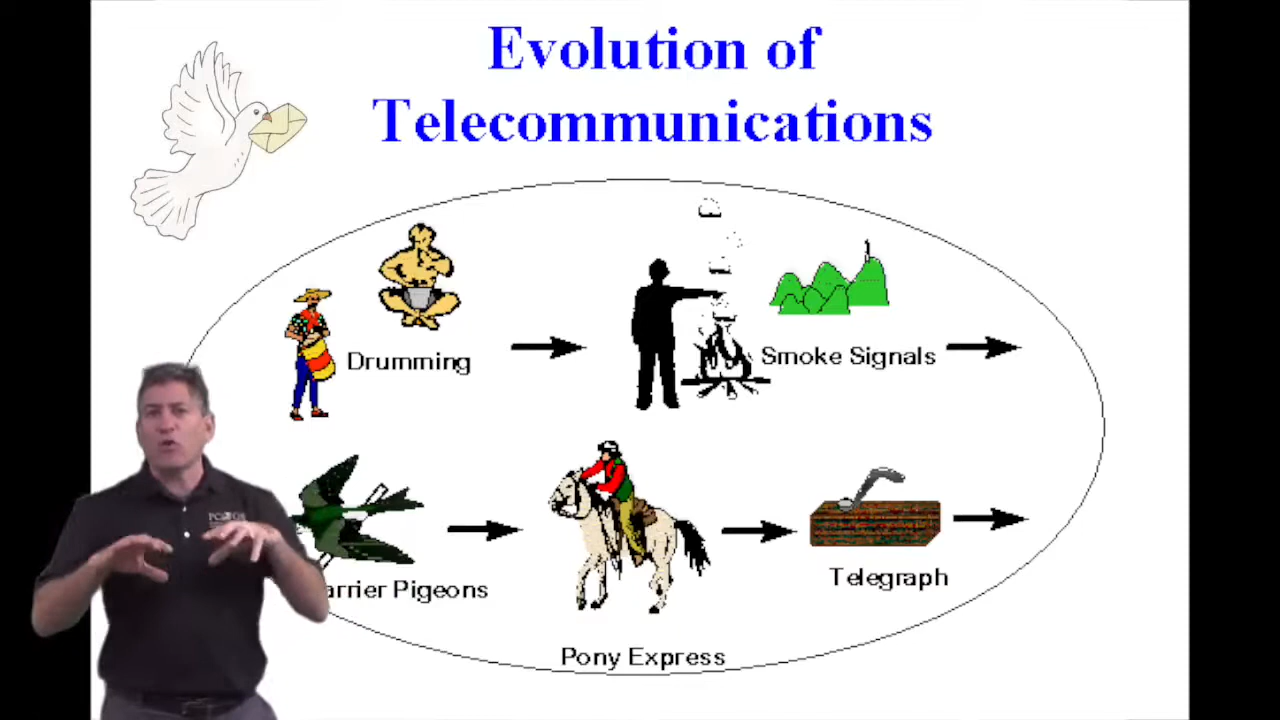 Evolution of
Telecommunications
Drumming
Smoke Signals
arrier Pigeons
Telegraph
Pony Express